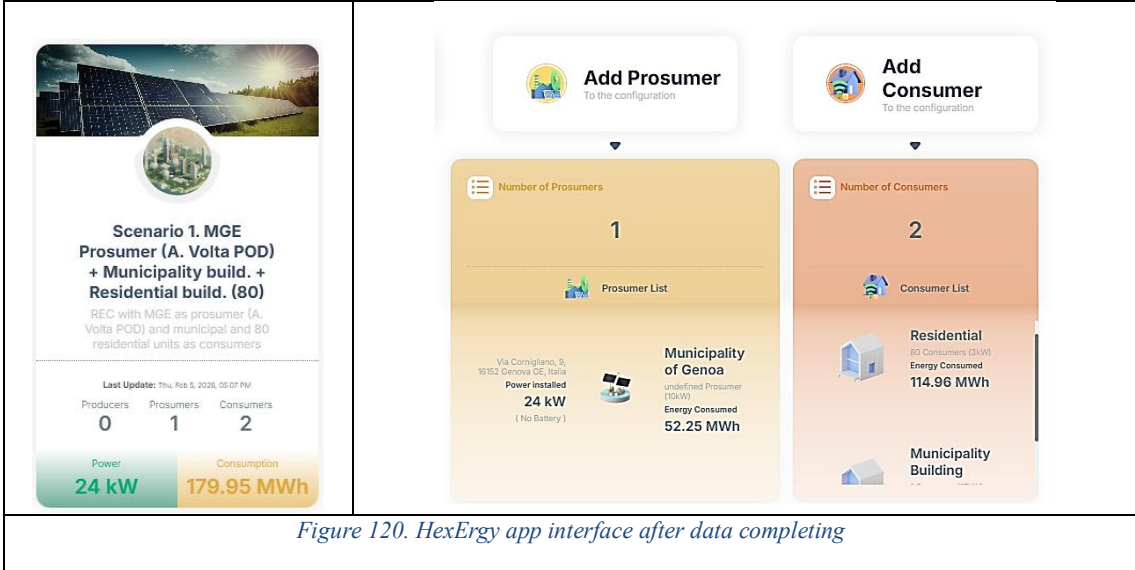 Scenario 1. MGE
Prosumer (A. Volta POD)
+ Municipality build. +
Residential build. (80)
REC with MGE as prosumer (A.
Volta POD) and municipal and 80
residential units as consumers
Last Update: Thu, Feb 5, 2026, 05:07 PM
Producers Prosumers Consumers
0 1 2
Power Consumption
24 kW 179.95 MWh
Add Prosumer
To the configuration
Number of Prosumers
1
Prosumer List
Via Cornigliano, 9,
16152 Genova GE, Italia
Power installed
24 kW
( No Battery )
Municipality
of Genoa
undefined Prosumer
(10kW)
Energy Consumed
52.25 MWh
Add
Consumer
To the configuration
Number of Consumers
2
Consumer List
Residential
80 Consumers (3kW)
Energy Consumed
114.96 MWh
Municipality
Building
Figure 120. HexErgy app interface after data completing